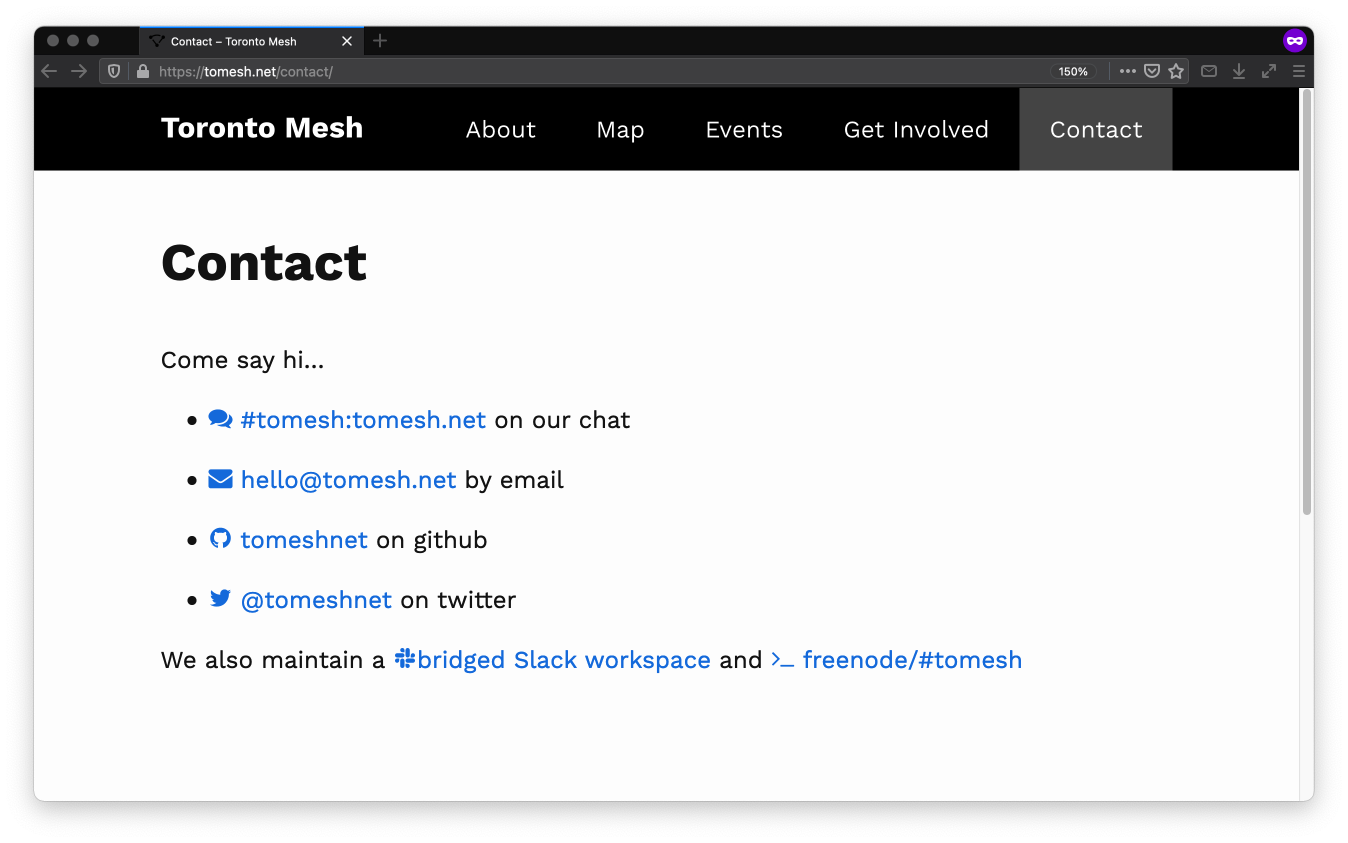 Contact – Toronto Mesh
https://tomesh.net/contact/ 150%
Toronto Mesh About Map Events Get Involved Contact
Contact
Come say hi...
#tomesh:tomesh.net on our chat
hello@tomesh.net by email
tomeshnet on github
@tomeshnet on twitter
We also maintain a bridged Slack workspace and >_ freenode/#tomesh